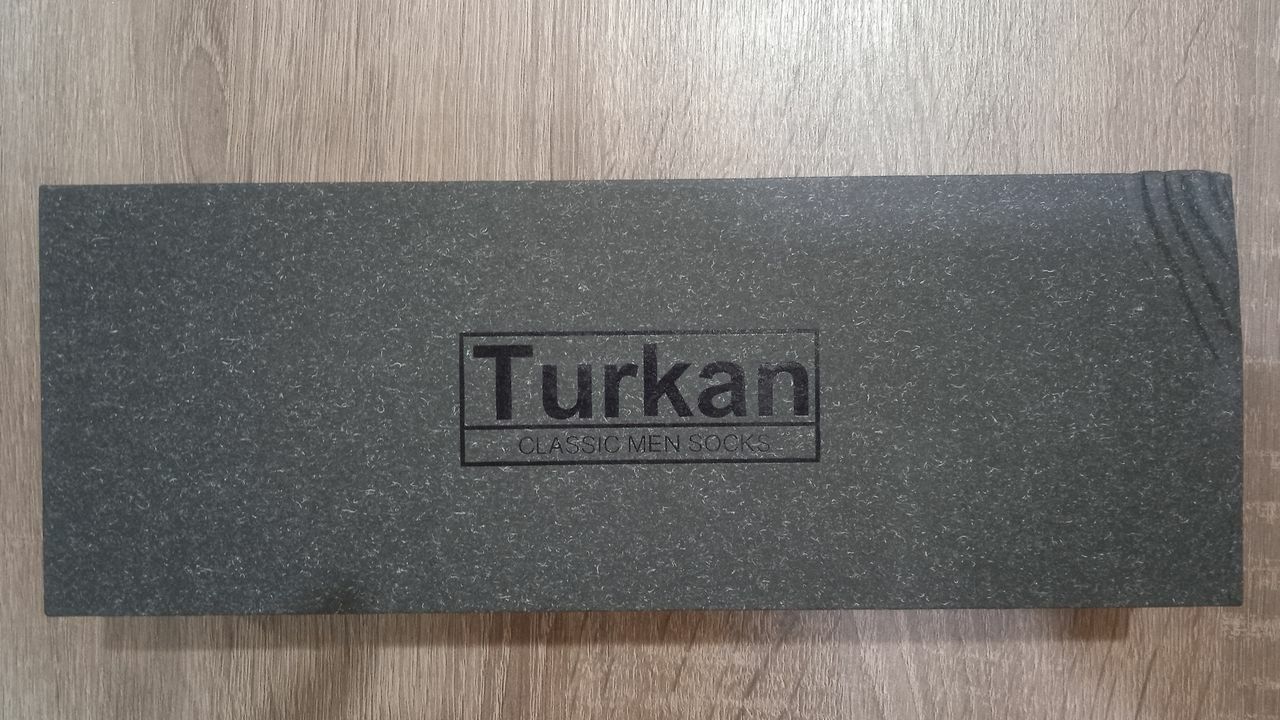 Turkan
CLASSIC MEN SOCKS